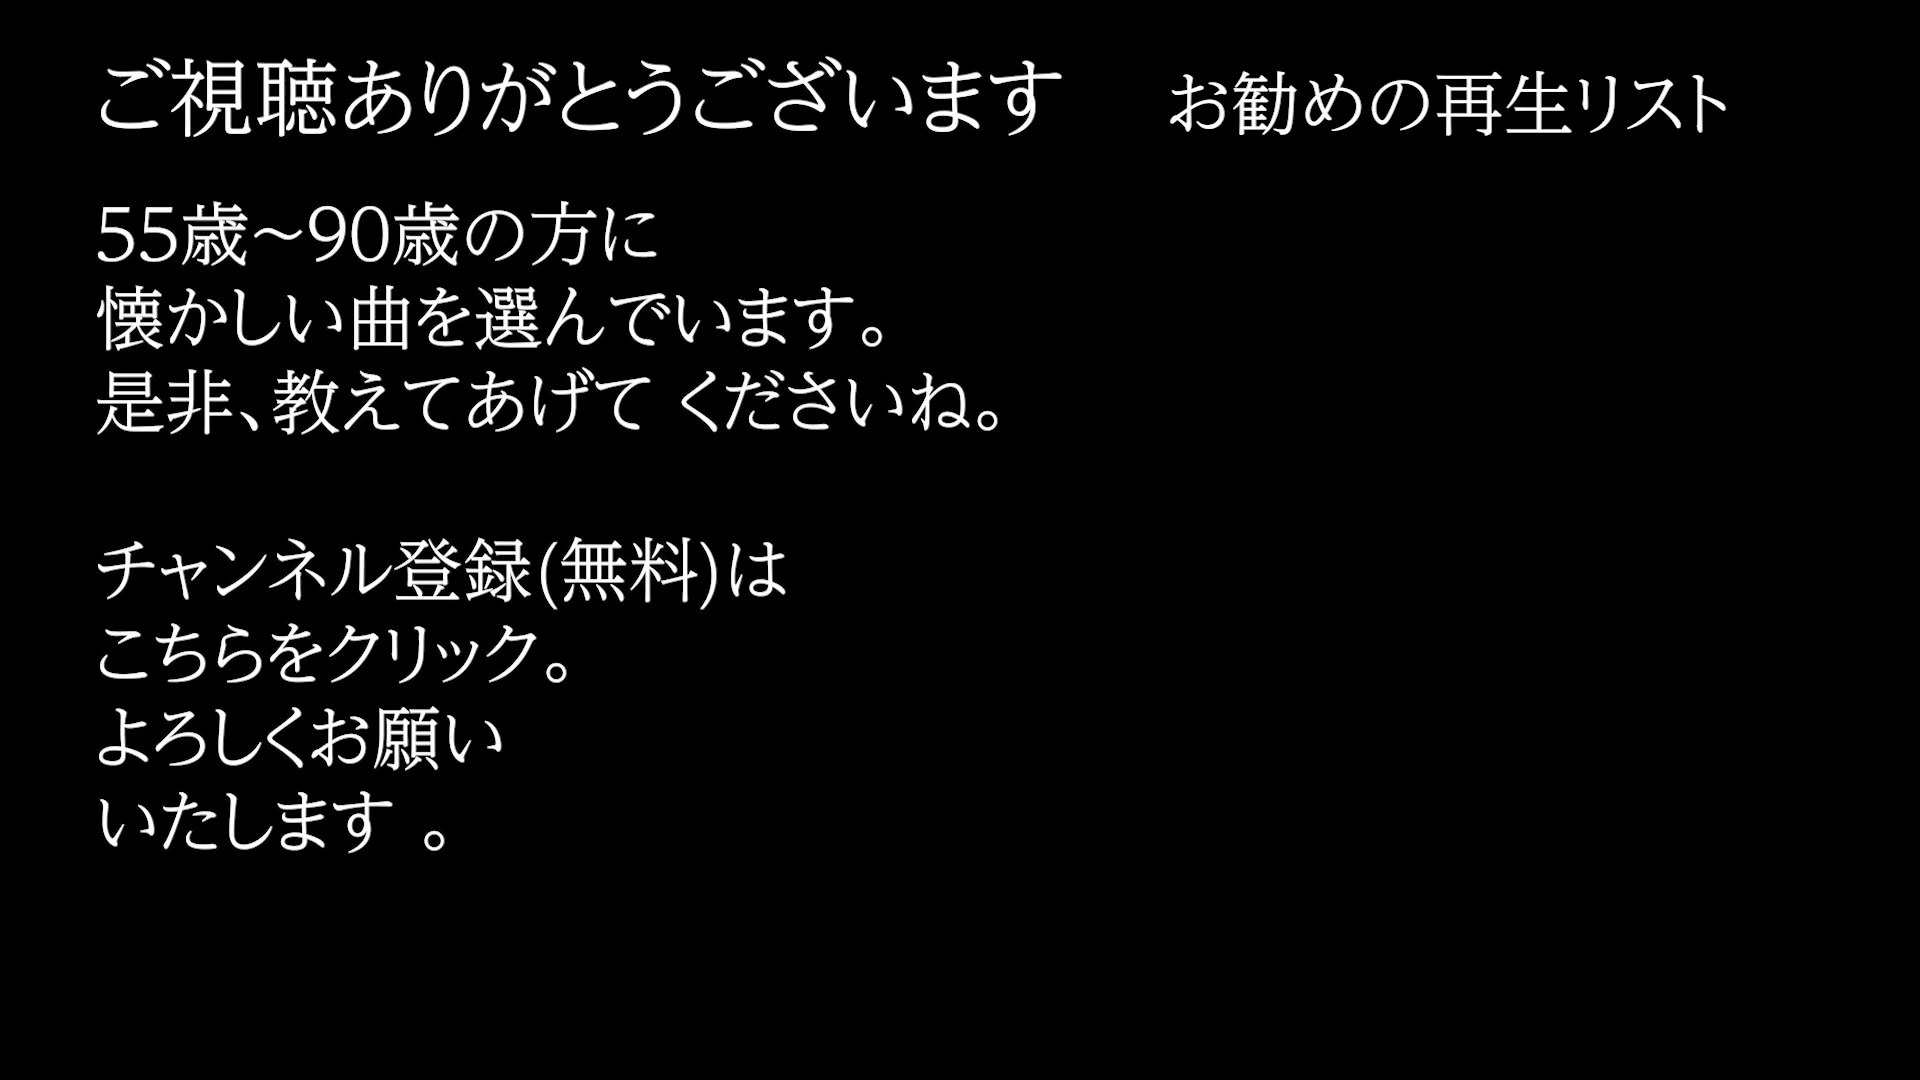 ご視聴ありがとうございます
お勧めの再生リスト
55歳～90歳の方に
懐かしい曲を選んでいます。
是非、教えてあげて くださいね。
チャンネル登録(無料)は
こちらをクリック。
よろしくお願い
いたします 。